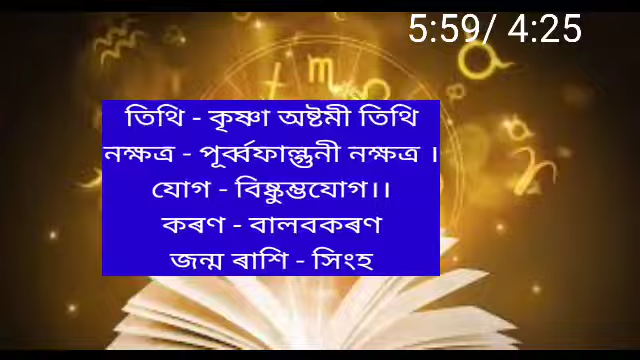 5:59/ 4:25
তিথি - কৃষ্ণা অষ্টমী তিথি
নক্ষত্ৰ - পূৰ্ব্বফাল্গুনী নক্ষত্ৰ ।
যোগ - বিষ্কুম্ভযোগ।।
কৰণ - বালবকৰণ
জন্ম ৰাশি - সিংহ